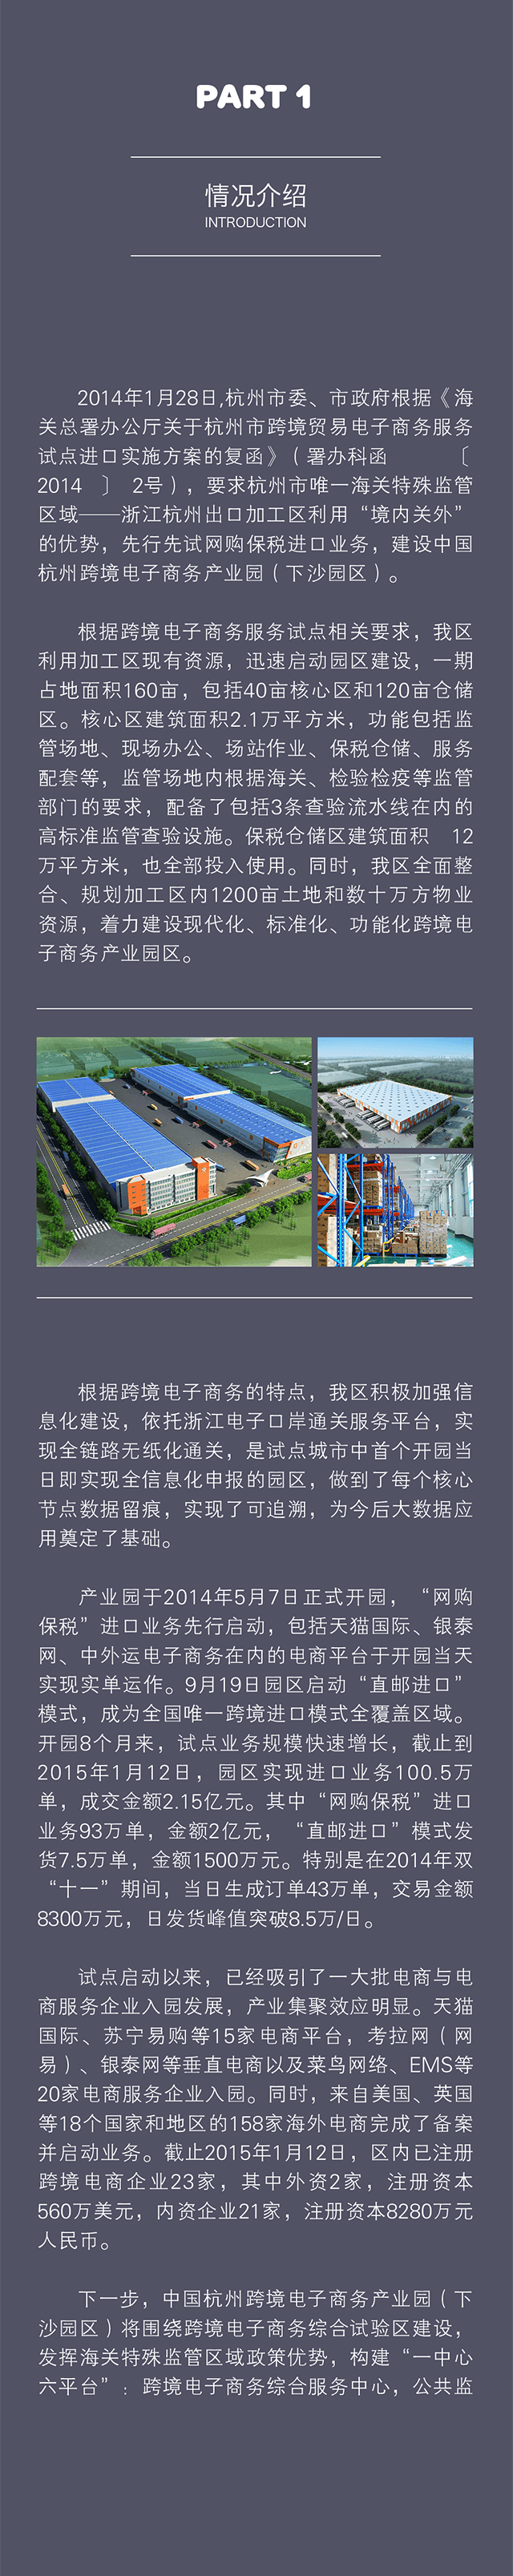 PART 1
情况介绍
INTRODUCTION
2014年1月28日,杭州市委、市政府根据《海
关总署办公厅关于杭州市跨境贸易电子商务服务
试点进口实施方案的复函》（署办科函 〔
2014 〕 2号），要求杭州市唯一海关特殊监管
区域——浙江杭州出口加工区利用“境内关外”
的优势，先行先试网购保税进口业务，建设中国
杭州跨境电子商务产业园（下沙园区）。
根据跨境电子商务服务试点相关要求，我区
利用加工区现有资源，迅速启动园区建设，一期
占地面积160亩，包括40亩核心区和120亩仓储
区。核心区建筑面积2.1万平方米，功能包括监
管场地、现场办公、场站作业、保税仓储、服务
配套等，监管场地内根据海关、检验检疫等监管
部门的要求，配备了包括3条查验流水线在内的
高标准监管查验设施。保税仓储区建筑面积 12
万平方米，也全部投入使用。同时，我区全面整
合、规划加工区内1200亩土地和数十万方物业
资源，着力建设现代化、标准化、功能化跨境电
子商务产业园区。
根据跨境电子商务的特点，我区积极加强信
息化建设，依托浙江电子口岸通关服务平台，实
现全链路无纸化通关，是试点城市中首个开园当
日即实现全信息化申报的园区，做到了每个核心
节点数据留痕，实现了可追溯，为今后大数据应
用奠定了基础。
产业园于2014年5月7日正式开园，“网购
保税”进口业务先行启动，包括天猫国际、银泰
网、中外运电子商务在内的电商平台于开园当天
实现实单运作。9月19日园区启动“直邮进口”
模式，成为全国唯一跨境进口模式全覆盖区域。
开园8个月来，试点业务规模快速增长，截止到
2015年1月12日，园区实现进口业务100.5万
单，成交金额2.15亿元。其中“网购保税”进口
业务93万单，金额2亿元，“直邮进口”模式发
货7.5万单，金额1500万元。特别是在2014年双
“十一”期间，当日生成订单43万单，交易金额
8300万元，日发货峰值突破8.5万/日。
试点启动以来，已经吸引了一大批电商与电
商服务企业入园发展，产业集聚效应明显。天猫
国际、苏宁易购等15家电商平台，考拉网（网
易）、银泰网等垂直电商以及菜鸟网络、EMS等
20家电商服务企业入园。同时，来自美国、英国
等18个国家和地区的158家海外电商完成了备案
并启动业务。截止2015年1月12日，区内已注册
跨境电商企业23家，其中外资2家，注册资本
560万美元，内资企业21家，注册资本8280万元
人民币。
下一步，中国杭州跨境电子商务产业园（下
沙园区）将围绕跨境电子商务综合试验区建设，
发挥海关特殊监管区域政策优势，构建“一中心
六平台”：跨境电子商务综合服务中心，公共监